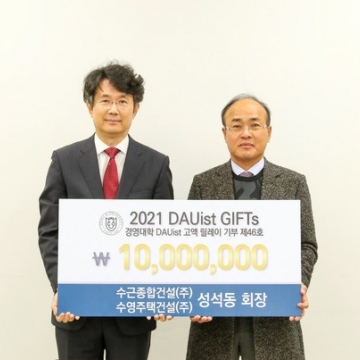 2021 DAUist GIFTs
경영대학 DAUist 고액 릴레이 기부 제46호
₩ 10,000,000
수근종합건설(주)
수영주택건설(주) 성석동 회장